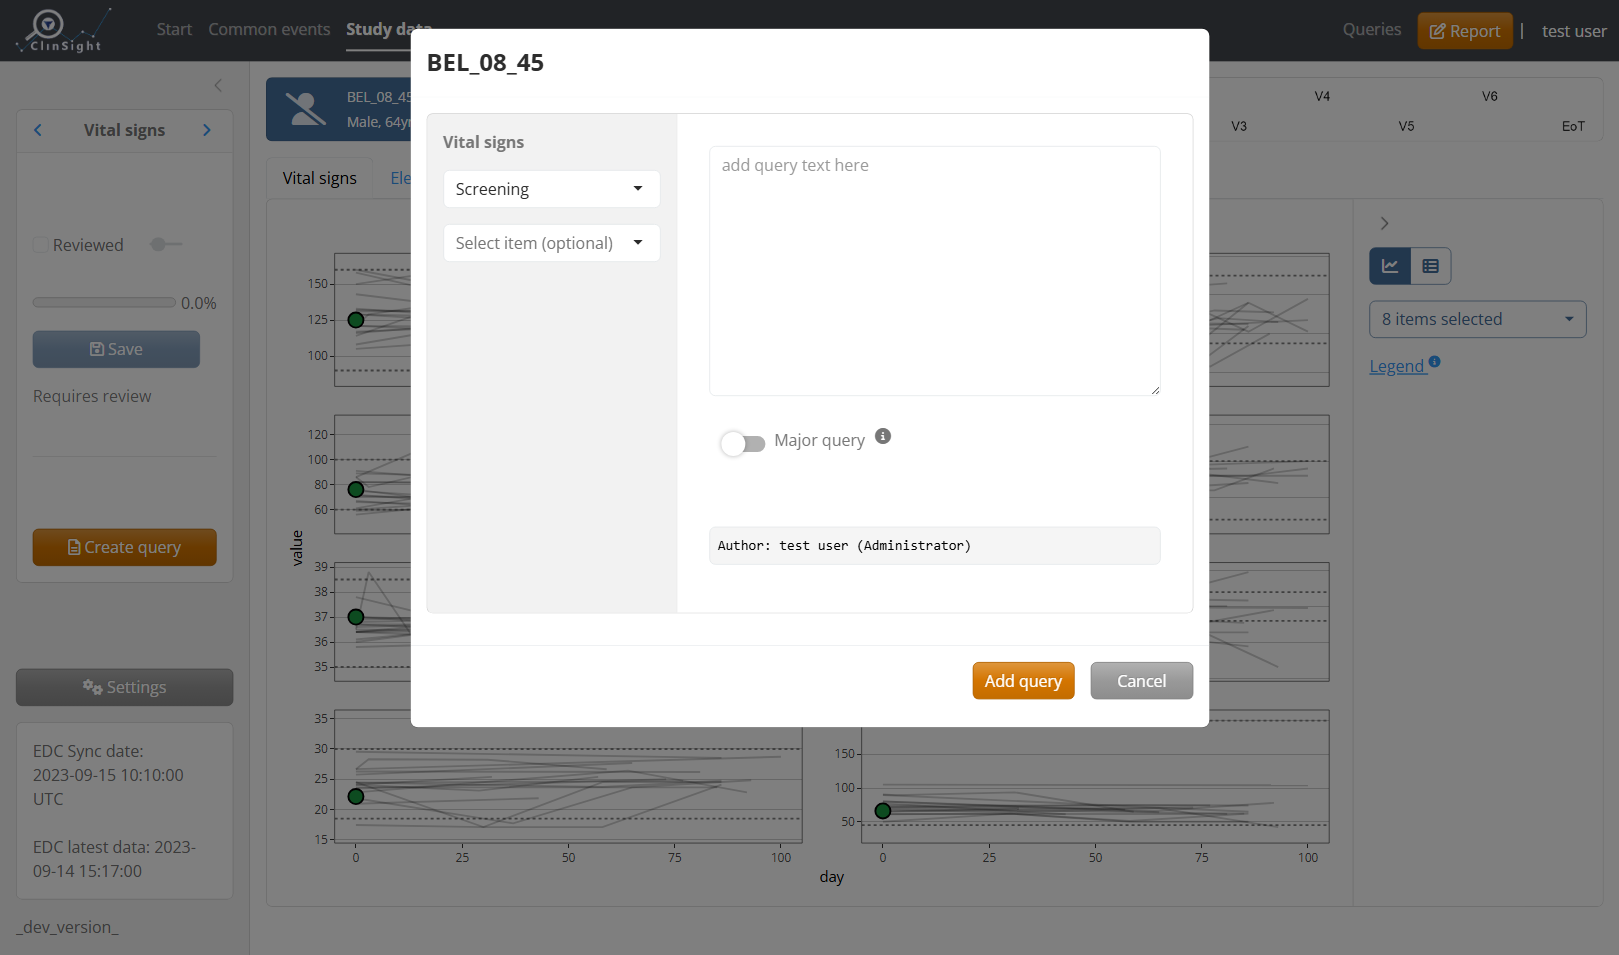 ClinSight
Start
Common events
Study data
Queries
Report
|
test user
BEL_08_45
Vital signs
Screening
Select item (optional)
add query text here
Major query
Author: test user (Administrator)
Add query
Cancel
Vital signs
Reviewed
0.0%
Save
Requires review
Create query
Settings
EDC Sync date:
2023-09-15 10:10:00
UTC
EDC latest data: 2023-
09-14 15:17:00
_dev_version_
BEL_08_45
Male, 64yr
V3
V4
V5
V6
EoT
Vital signs
Ele
8 items selected
Legend
value
150
125
100
120
100
80
60
39
38
37
36
35
35
30
25
20
15
0
25
50
75
100
150
100
50
0
25
50
75
100
day